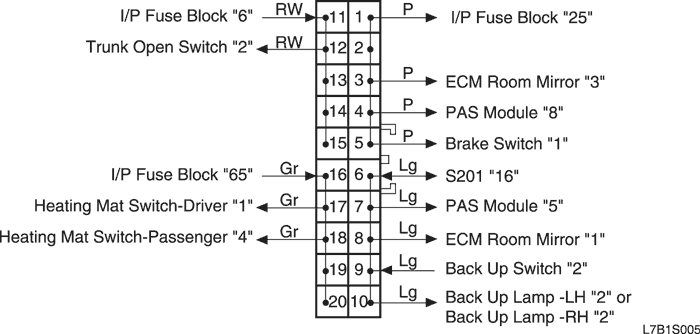 I/P Fuse Block "6" RW 11 1 P I/P Fuse Block "25"
Trunk Open Switch "2" RW 12 2
13 3 P ECM Room Mirror "3"
14 4 P PAS Module "8"
15 5 P Brake Switch "1"
I/P Fuse Block "65" Gr 16 6 Lg S201 "16"
Heating Mat Switch-Driver "1" Gr 17 7 Lg PAS Module "5"
Heating Mat Switch-Passenger "4" Gr 18 8 Lg ECM Room Mirror "1"
19 9 Lg Back Up Switch "2"
20 10 Lg Back Up Lamp -LH "2" or
Back Up Lamp -RH "2"
L7B1S005